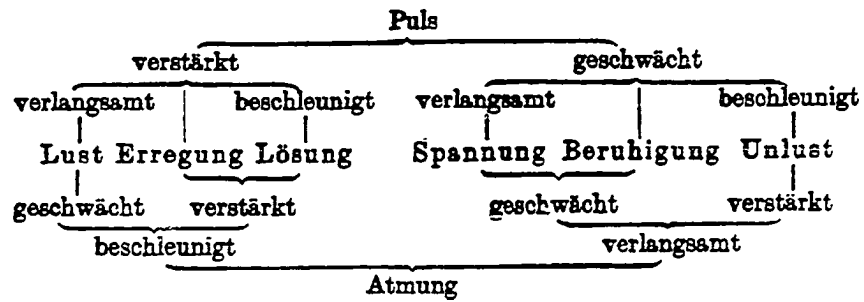 Puls
verstärkt geschwächt
verlangsamt beschleunigt verlangsamt beschleunigt
Lust Erregung Lösung Spannung Beruhigung Unlust
geschwächt verstärkt geschwächt verstärkt
beschleunigt verlangsamt
Atmung